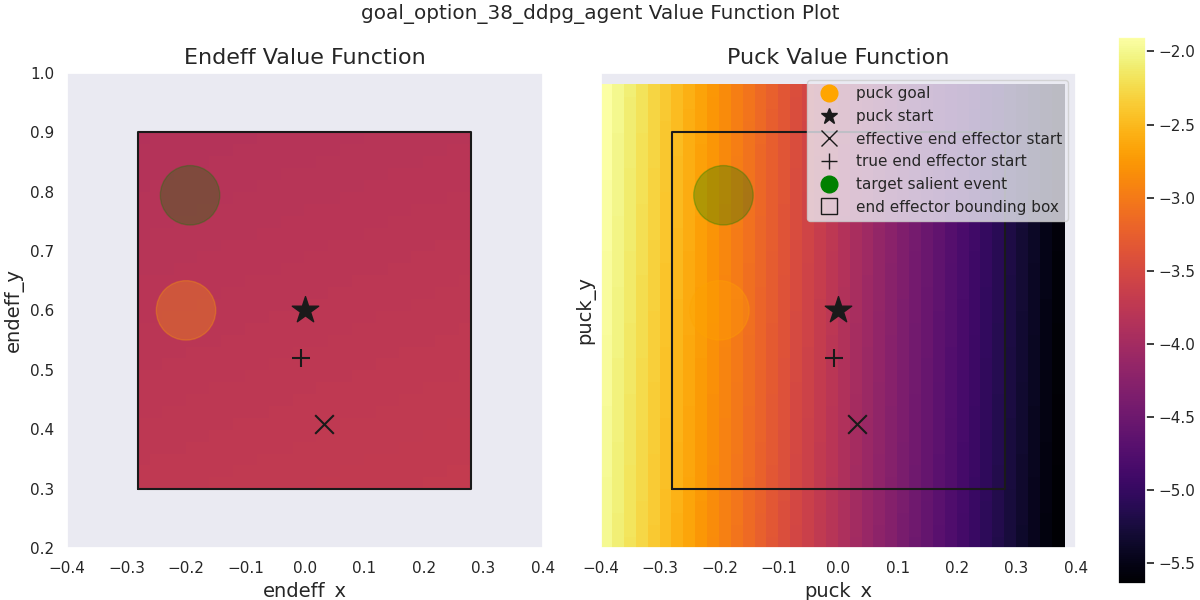 goal_option_38_ddpg_agent Value Function Plot
Endeff Value Function
1.0
0.9
0.8
0.7
0.6
0.5
0.4
0.3
0.2
endeff_y
−0.4 −0.3 −0.2 −0.1 0.0 0.1 0.2 0.3 0.4
endeff_x
Puck Value Function
puck goal
puck start
effective end effector start
true end effector start
target salient event
end effector bounding box
puck_y
−0.4 −0.3 −0.2 −0.1 0.0 0.1 0.2 0.3 0.4
puck_x
−2.0
−2.5
−3.0
−3.5
−4.0
−4.5
−5.0
−5.5